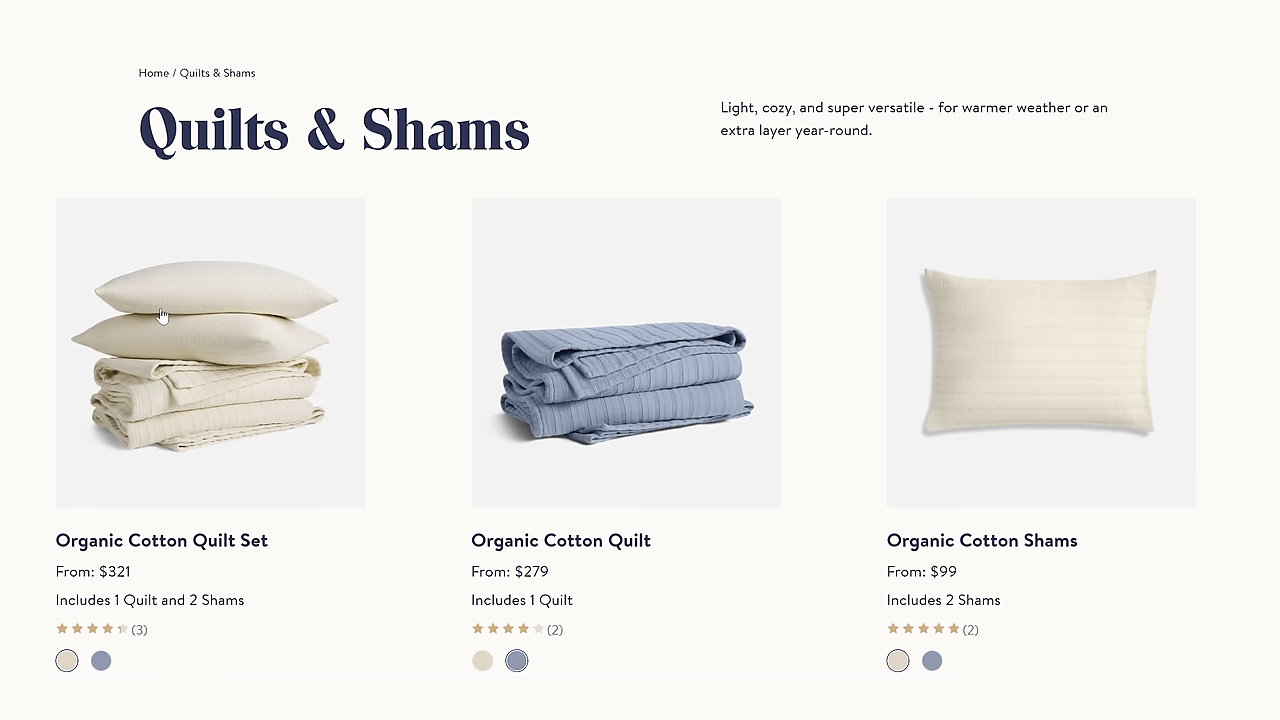 Home / Quilts & Shams
Quilts & Shams
Light, cozy, and super versatile - for warmer weather or an
extra layer year-round.
Organic Cotton Quilt Set
From: $321
Includes 1 Quilt and 2 Shams
(3)
Organic Cotton Quilt
From: $279
Includes 1 Quilt
(2)
Organic Cotton Shams
From: $99
Includes 2 Shams
(2)